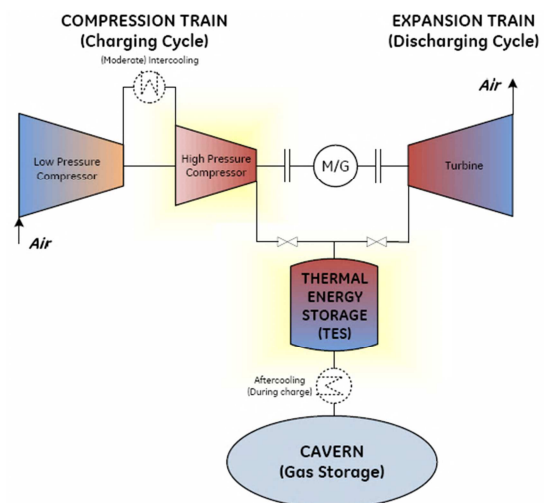 COMPRESSION TRAIN
(Charging Cycle)
EXPANSION TRAIN
(Discharging Cycle)
(Moderate) Intercooling
Air
Low Pressure
Compressor
High Pressure
Compressor
M/G
Turbine
Air
THERMAL
ENERGY
STORAGE
(TES)
Aftercooling
(During charge)
CAVERN
(Gas Storage)